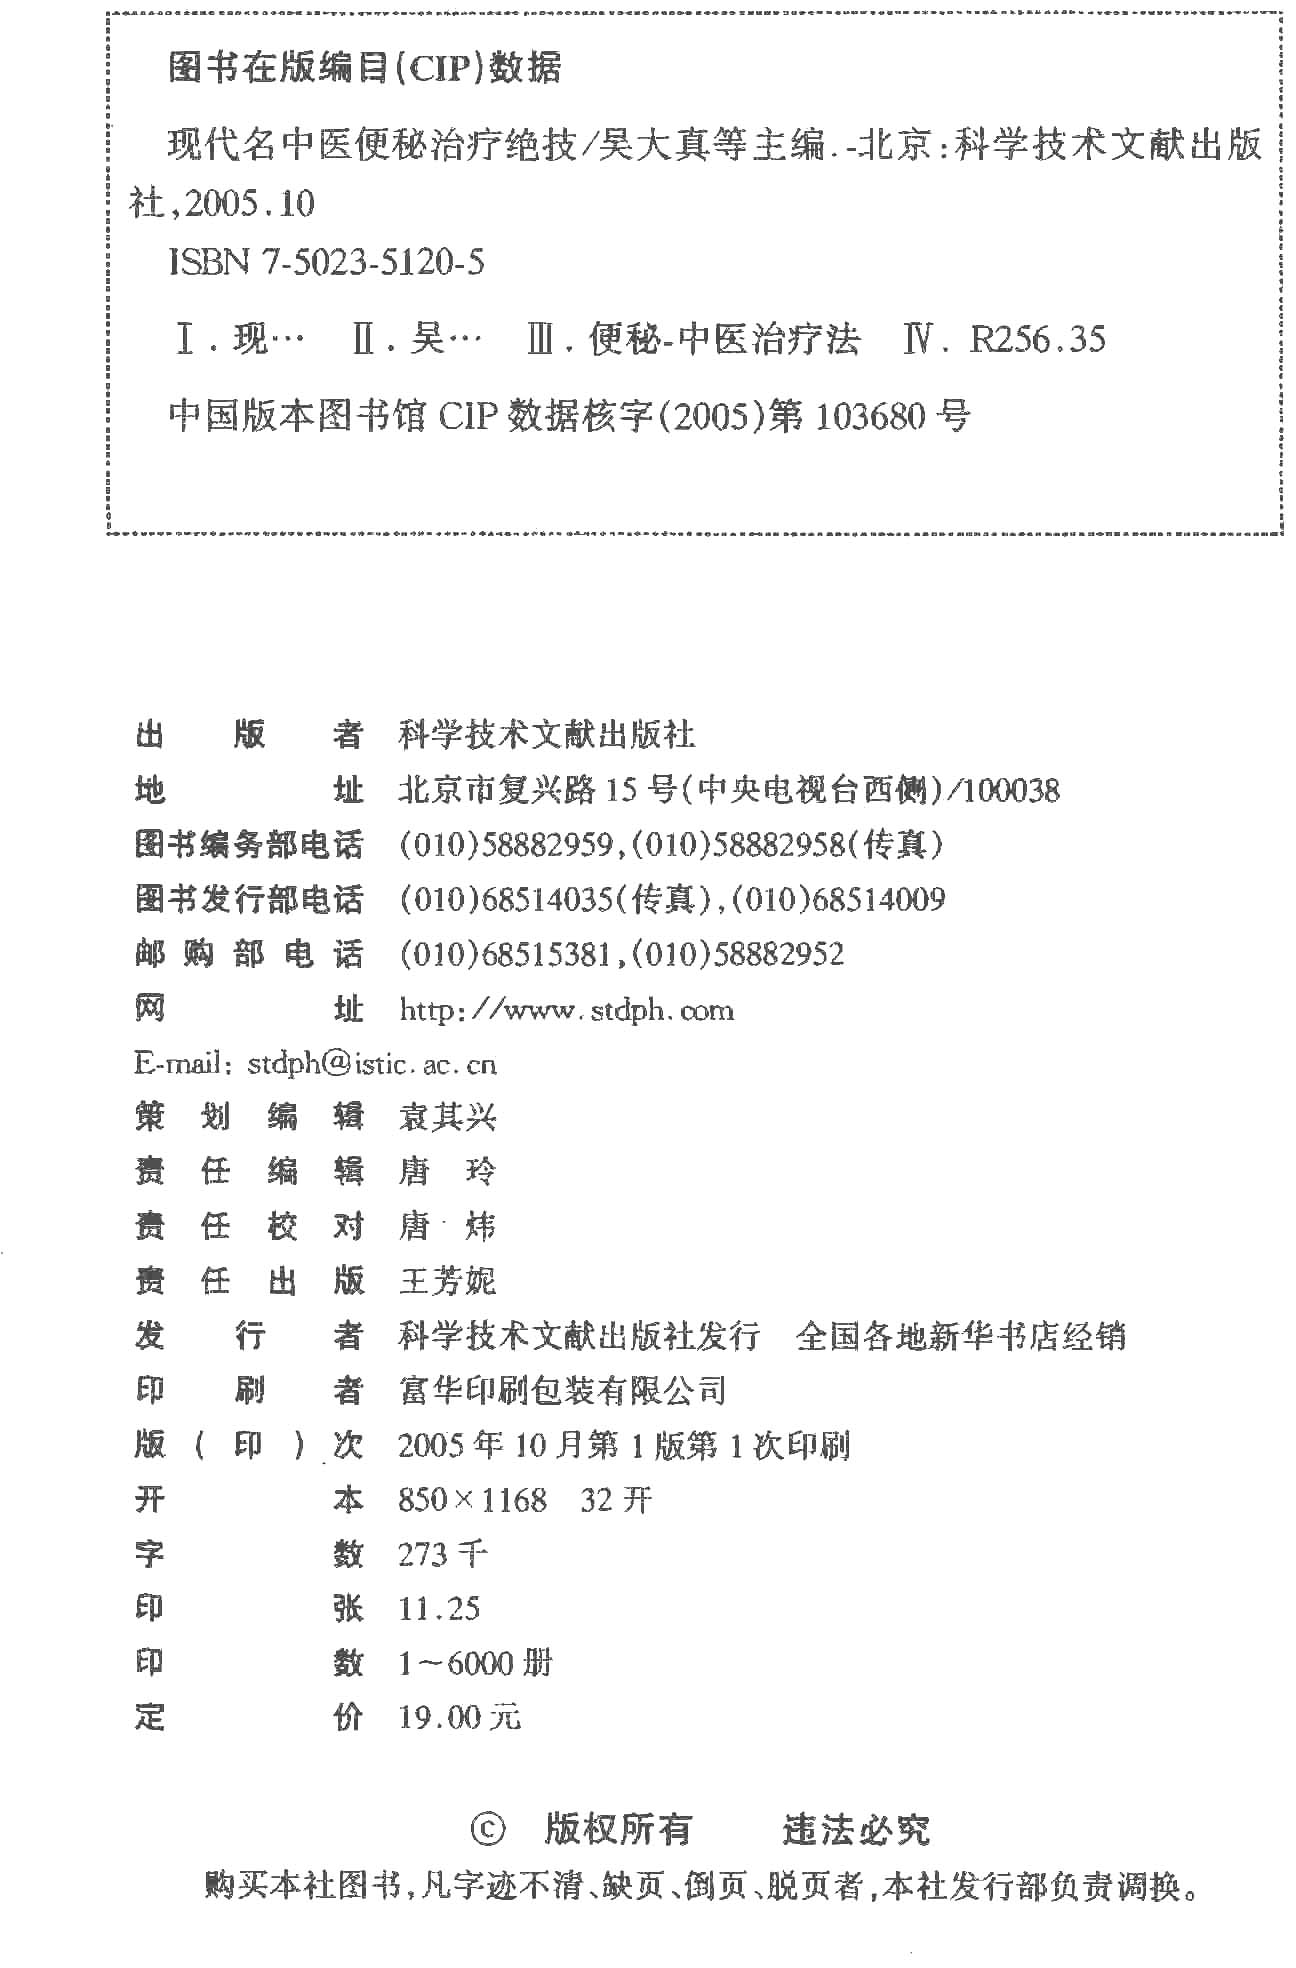 图书在版编目(CIP)数据
现代名中医便秘治疗绝技/吴大真等主编.-北京:科学技术文献出版
社,2005.10
ISBN 7-5023-5120-5
Ⅰ.现… Ⅱ.吴… Ⅲ.便秘-中医治疗法 Ⅳ. R256.35
中国版本图书馆 CIP 数据核字(2005)第 103680 号
出版者 科学技术文献出版社
地址 北京市复兴路 15 号(中央电视台西侧)/100038
图书编务部电话 (010)58882959,(010)58882958(传真)
图书发行部电话 (010)68514035(传真),(010)68514009
邮购部电话 (010)68515381,(010)58882952
网址 http://www.stdph.com
E-mail: stdph@istic.ac.cn
策划编辑 袁其兴
责任编辑 唐 玲
责任校对 唐 炜
责任出版 王芳妮
发行者 科学技术文献出版社发行 全国各地新华书店经销
印刷者 富华印刷包装有限公司
版(印)次 2005 年 10 月第 1 版第 1 次印刷
开本 850×1168 32 开
字数 273 千
印张 11.25
印数 1～6000 册
定价 19.00 元
© 版权所有 违法必究
购买本社图书,凡字迹不清、缺页、倒页、脱页者,本社发行部负责调换。